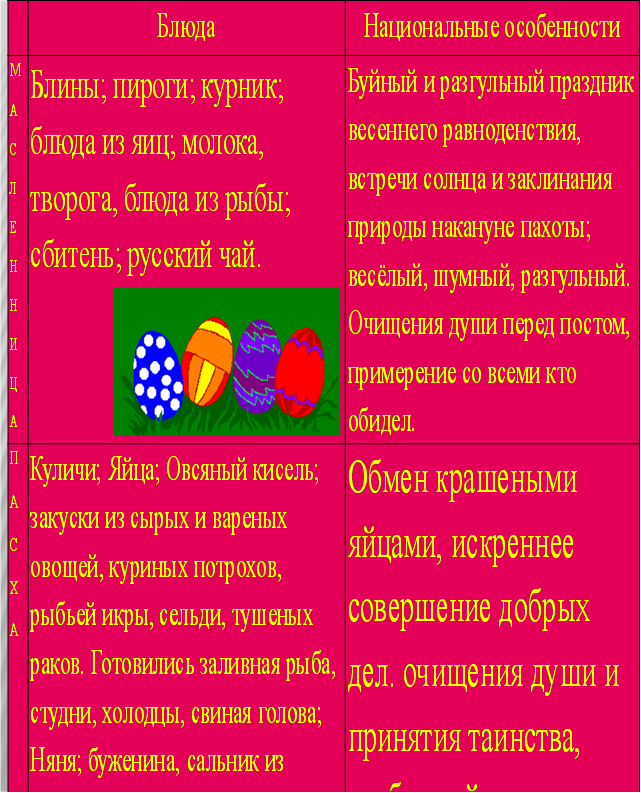 Блюда
Национальные особенности
МАСЛЕННИЦА
Блины; пироги; курник;
блюда из яиц; молока,
творога, блюда из рыбы;
сбитень; русский чай.
Буйный и разгульный праздник
весеннего равноденствия,
встречи солнца и заклинания
природы накануне пахоты;
весёлый, шумный, разгульный.
Очищения души перед постом,
примерение со всеми кто
обидел.
ПАСХА
Куличи; Яйца; Овсяный кисель;
закуски из сырых и вареных
овощей, куриных потрохов,
рыбьей икры, сельди, тушеных
раков. Готовились заливная рыба,
студни, холодцы, свиная голова;
Няня; буженина, сальник из
Обмен крашеными
яйцами, искреннее
совершение добрых
дел. очищения души и
принятия таинства,